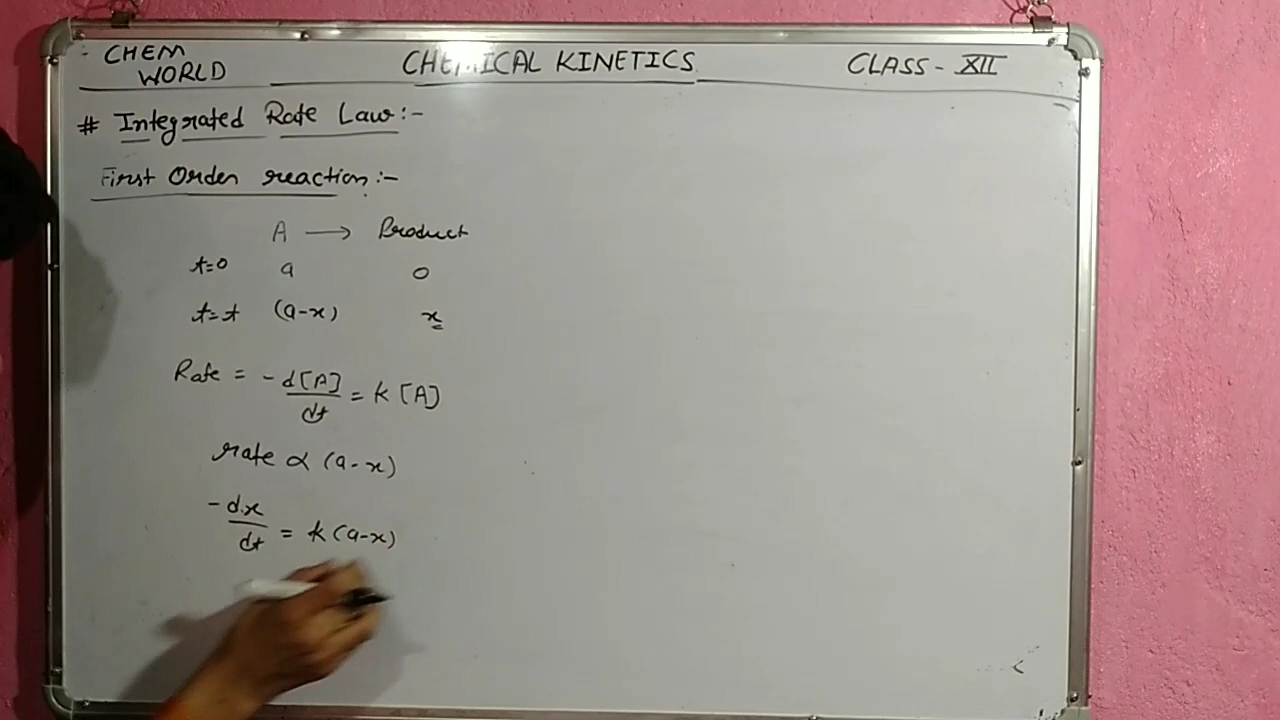 CHEM WORLD CHEMICAL KINETICS CLASS - XII
# Integrated Rate Law :-
First Order reaction :-
A ⟶ Product
t=0 a 0
t=t (a-x) x
Rate = -d[A]/dt = k[A]
rate ∝ (a-x)
-dx/dt = k(a-x)